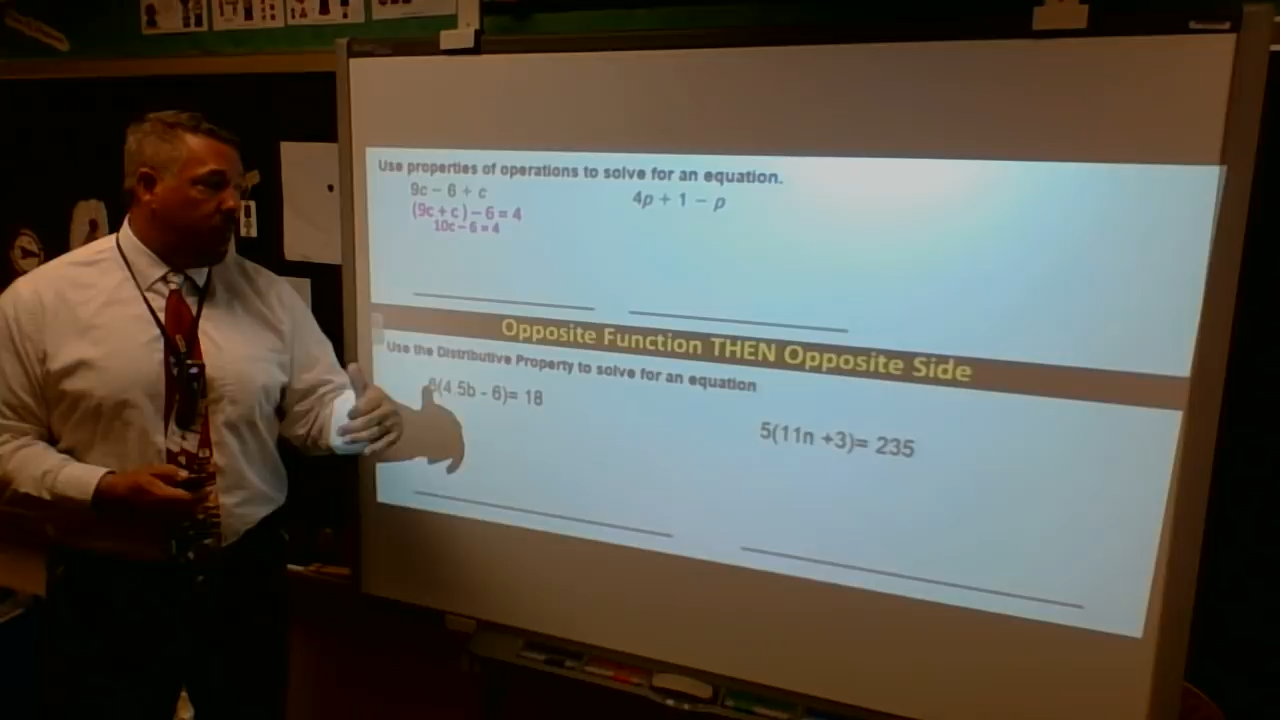 Use properties of operations to solve for an equation.
9c – 6 + c
4p + 1 – p
(9c + c) – 6 = 4
10c – 6 = 4
Opposite Function THEN Opposite Side
Use the Distributive Property to solve for an equation
6(4.5b - 6)= 18
5(11n +3)= 235